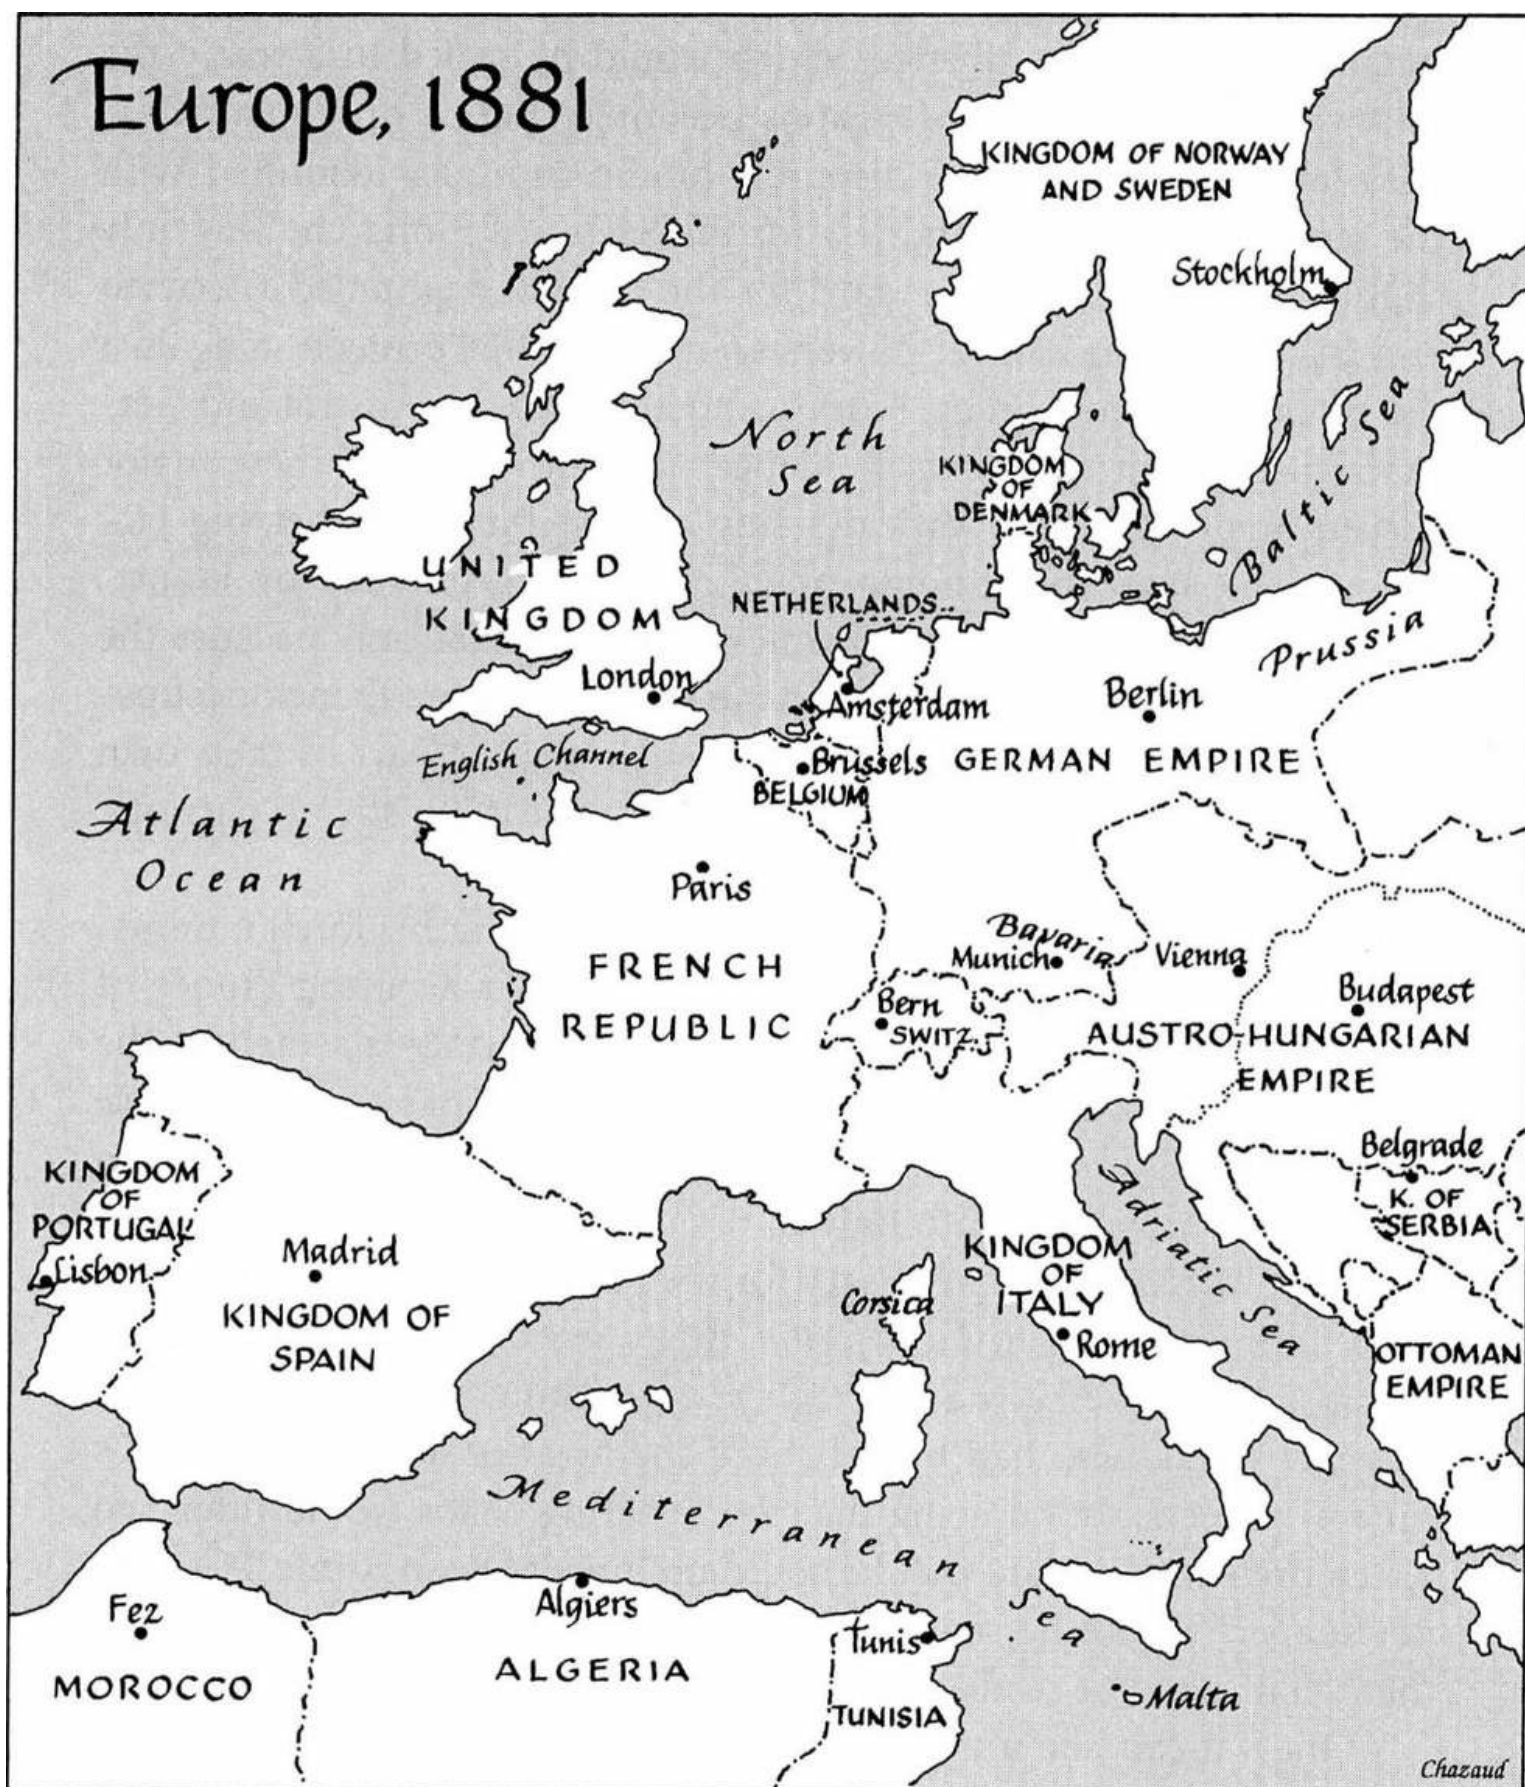 Europe, 1881
KINGDOM OF NORWAY
AND SWEDEN
Stockholm
North
Sea
Baltic Sea
KINGDOM
OF
DENMARK
UNITED
KINGDOM
London
NETHERLANDS
Amsterdam
Prussia
Berlin
English Channel
Brussels
BELGIUM
GERMAN EMPIRE
Atlantic
Ocean
Paris
FRENCH
REPUBLIC
Bavaria
Munich
Vienna
Bern
SWITZ.
Budapest
AUSTRO-HUNGARIAN
EMPIRE
KINGDOM
OF
PORTUGAL
Lisbon
Madrid
KINGDOM OF
SPAIN
Belgrade
K. OF
SERBIA
Adriatic Sea
KINGDOM
OF
ITALY
Rome
Corsica
OTTOMAN
EMPIRE
Mediterranean
Sea
Fez
MOROCCO
Algiers
ALGERIA
Tunis
TUNISIA
Malta
Chazaud